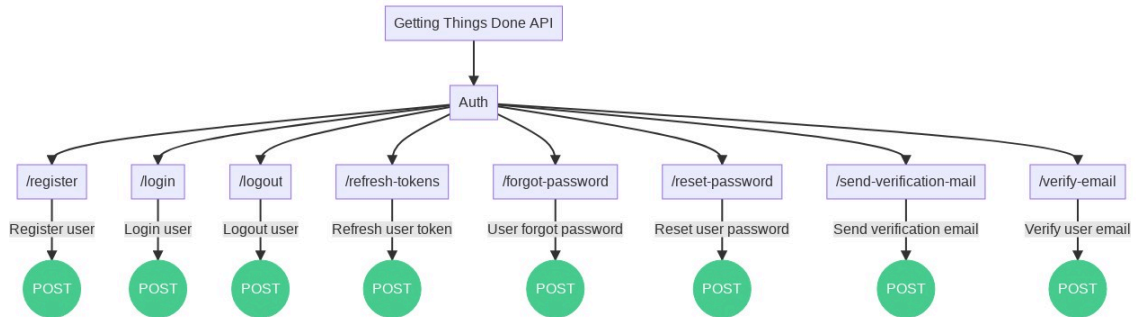 Getting Things Done API
Auth
/register
/login
/logout
/refresh-tokens
/forgot-password
/reset-password
/send-verification-mail
/verify-email
Register user
Login user
Logout user
Refresh user token
User forgot password
Reset user password
Send verification email
Verify user email
POST
POST
POST
POST
POST
POST
POST
POST